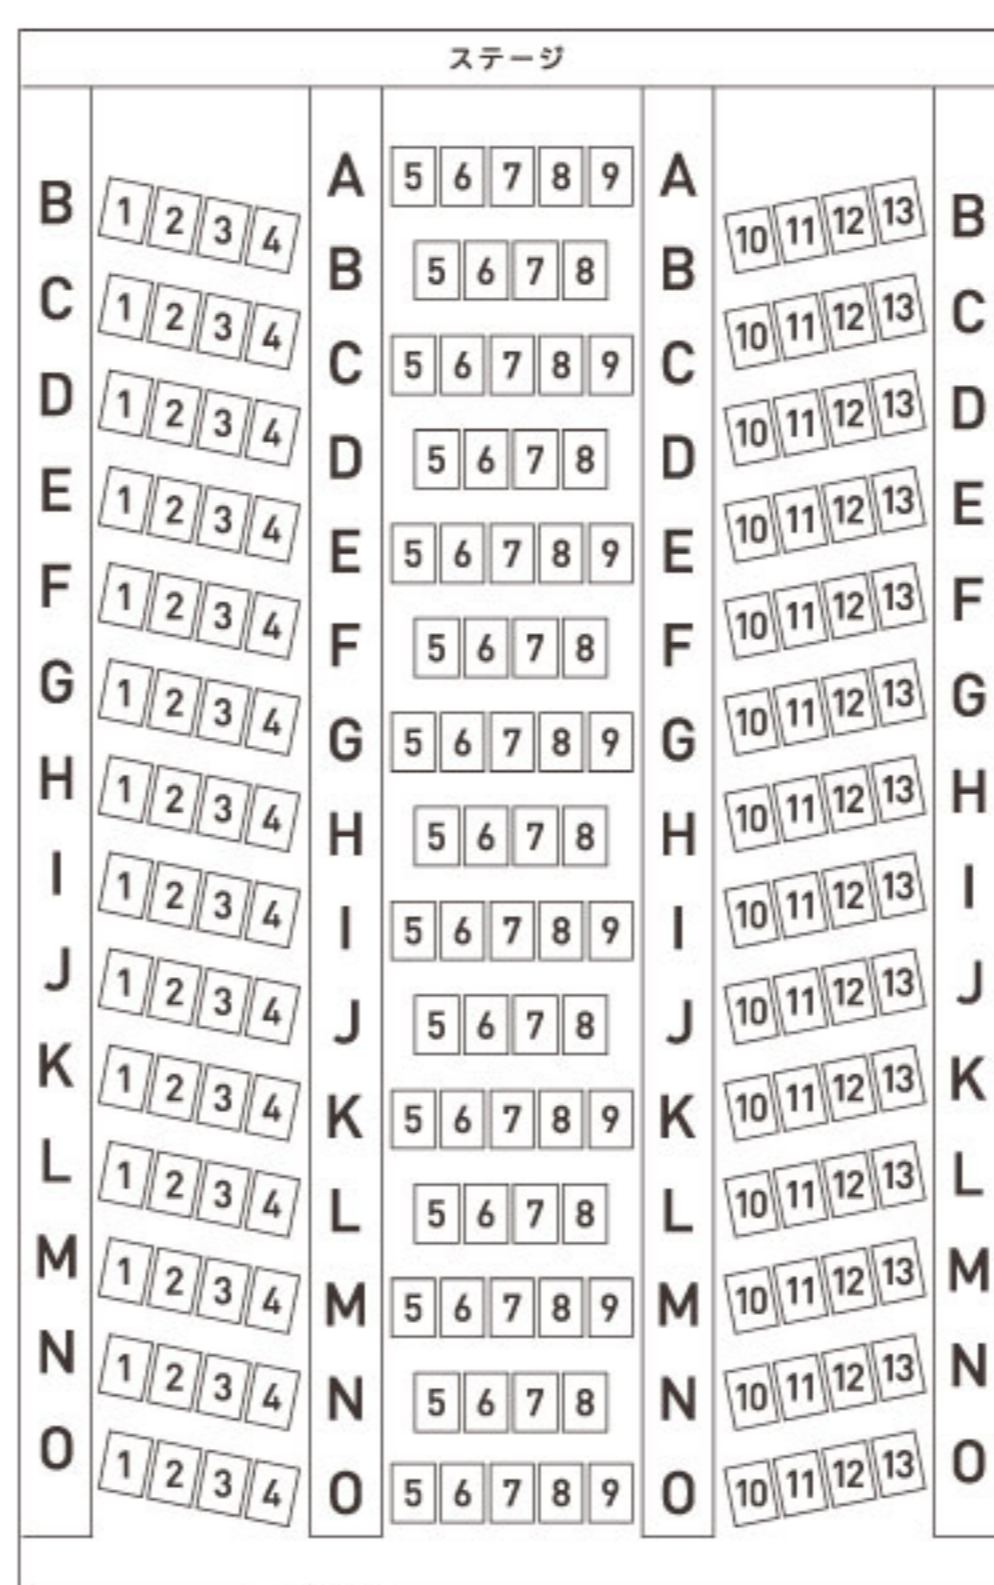 ステージ
A 5 6 7 8 9 A
B 1 2 3 4 B 5 6 7 8 B 10 11 12 13 B
C 1 2 3 4 C 5 6 7 8 9 C 10 11 12 13 C
D 1 2 3 4 D 5 6 7 8 D 10 11 12 13 D
E 1 2 3 4 E 5 6 7 8 9 E 10 11 12 13 E
F 1 2 3 4 F 5 6 7 8 F 10 11 12 13 F
G 1 2 3 4 G 5 6 7 8 9 G 10 11 12 13 G
H 1 2 3 4 H 5 6 7 8 H 10 11 12 13 H
I 1 2 3 4 I 5 6 7 8 9 I 10 11 12 13 I
J 1 2 3 4 J 5 6 7 8 J 10 11 12 13 J
K 1 2 3 4 K 5 6 7 8 9 K 10 11 12 13 K
L 1 2 3 4 L 5 6 7 8 L 10 11 12 13 L
M 1 2 3 4 M 5 6 7 8 9 M 10 11 12 13 M
N 1 2 3 4 N 5 6 7 8 N 10 11 12 13 N
O 1 2 3 4 O 5 6 7 8 9 O 10 11 12 13 O